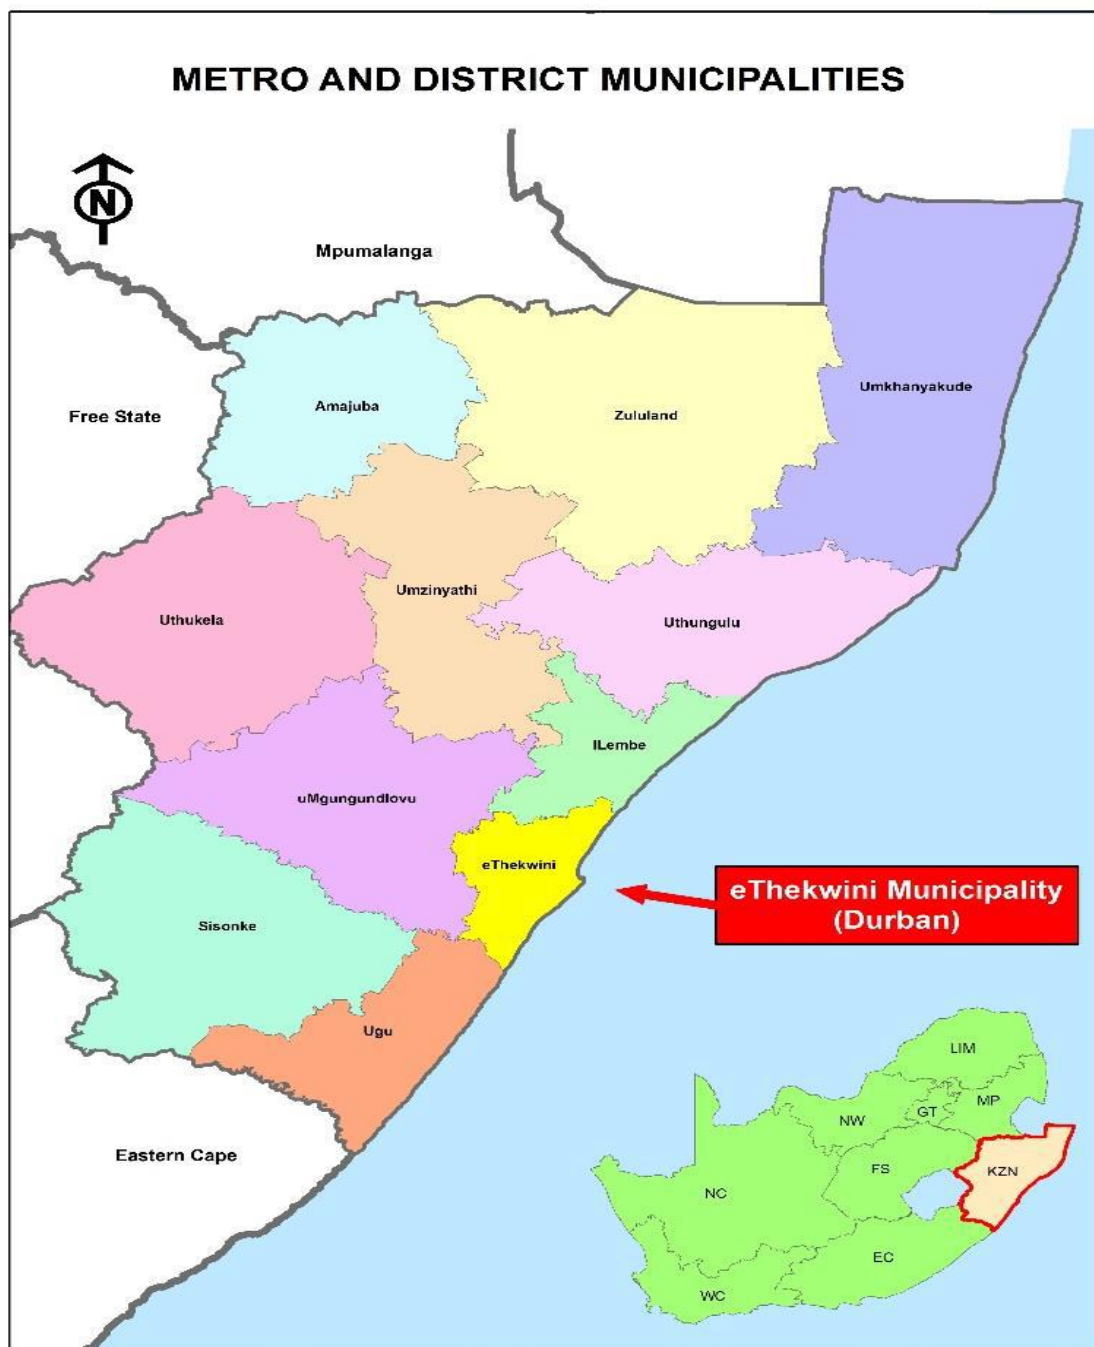 METRO AND DISTRICT MUNICIPALITIES
N
Mpumalanga
Umkhanyakude
Amajuba
Zululand
Free State
Umzinyathi
Uthukela
Uthungulu
ILembe
uMgungundlovu
eThekwini
eThekwini Municipality
(Durban)
Sisonke
Ugu
Eastern Cape
LIM
MP
GT
NW
FS
KZN
NC
EC
WC